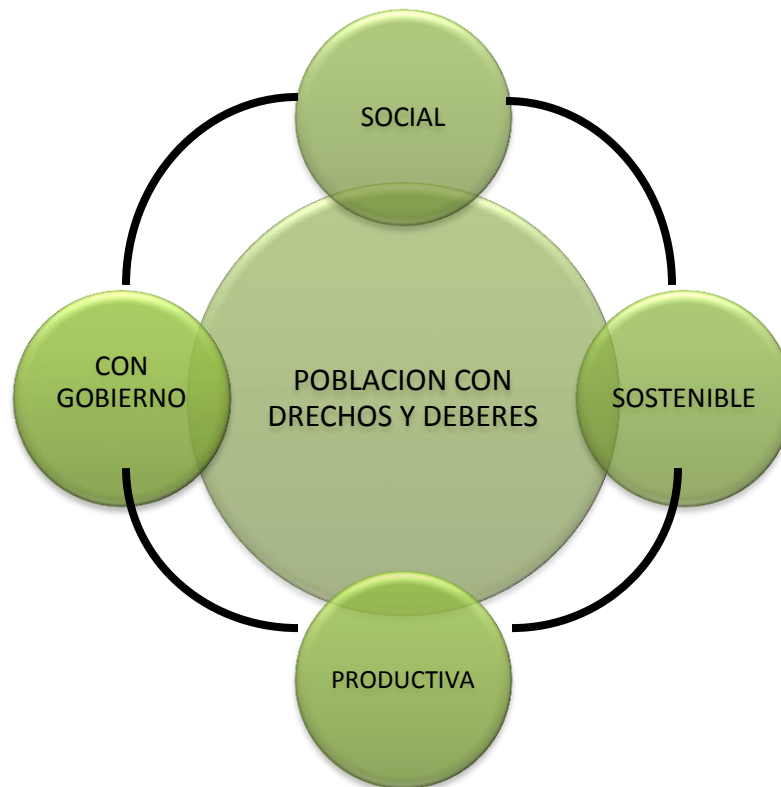 SOCIAL
CON
GOBIERNO
POBLACION CON
DRECHOS Y DEBERES
SOSTENIBLE
PRODUCTIVA